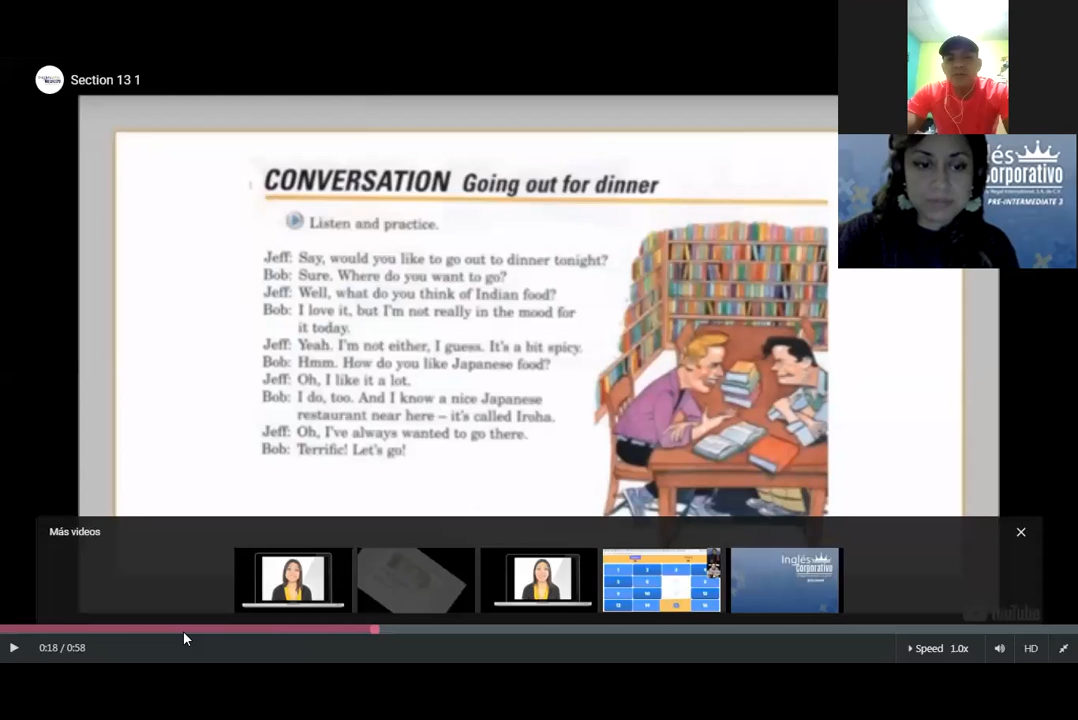 Section 13 1
CONVERSATION Going out for dinner
Listen and practice.
Jeff: Say, would you like to go out to dinner tonight?
Bob: Sure. Where do you want to go?
Jeff: Well, what do you think of Indian food?
Bob: I love it, but I'm not really in the mood for
it today.
Jeff: Yeah. I'm not either, I guess. It's a bit spicy.
Bob: Hmm. How do you like Japanese food?
Jeff: Oh, I like it a lot.
Bob: I do, too. And I know a nice Japanese
restaurant near here – it's called Iroha.
Jeff: Oh, I've always wanted to go there.
Bob: Terrific! Let's go!
és
Corporativo
PRE-INTERMEDIATE 3
Más videos
Inglés
Corporativo
YouTube
0:18 / 0:58
Speed 1.0x
HD